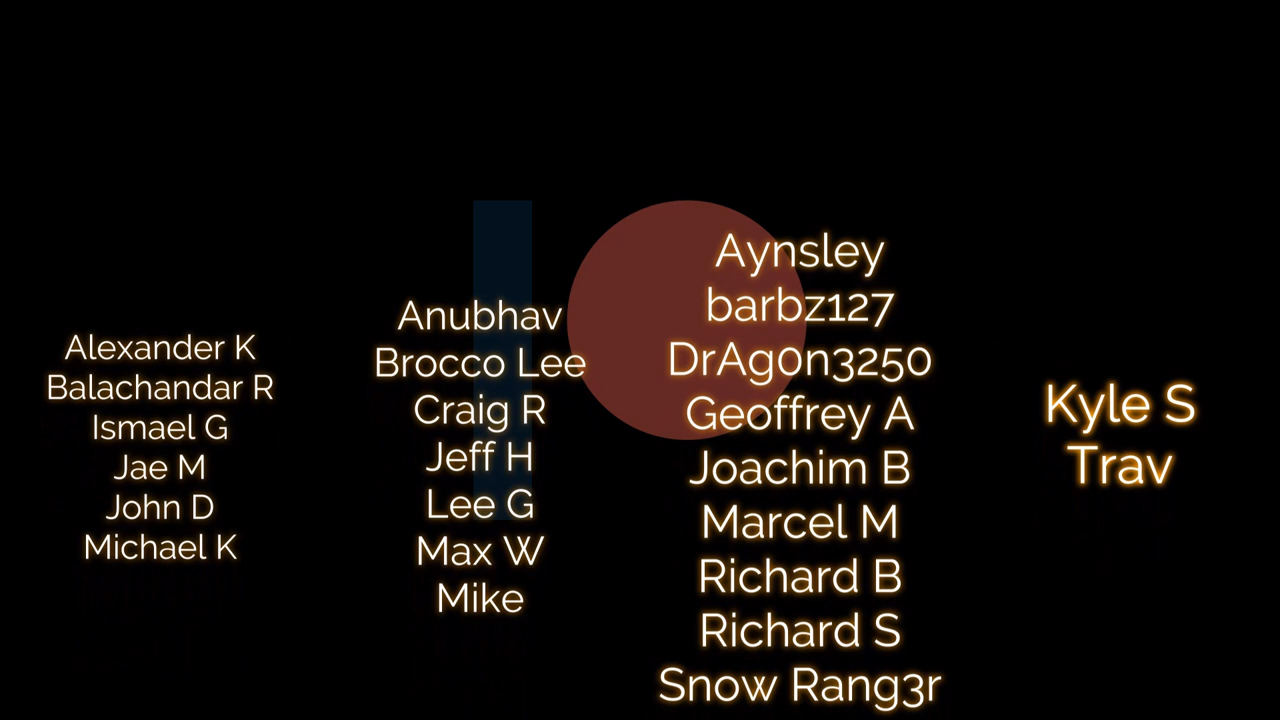 Alexander K
Balachandar R
Ismael G
Jae M
John D
Michael K
Anubhav
Brocco Lee
Craig R
Jeff H
Lee G
Max W
Mike
Aynsley
barbz127
DrAg0n3250
Geoffrey A
Joachim B
Marcel M
Richard B
Richard S
Snow Rang3r
Kyle S
Trav